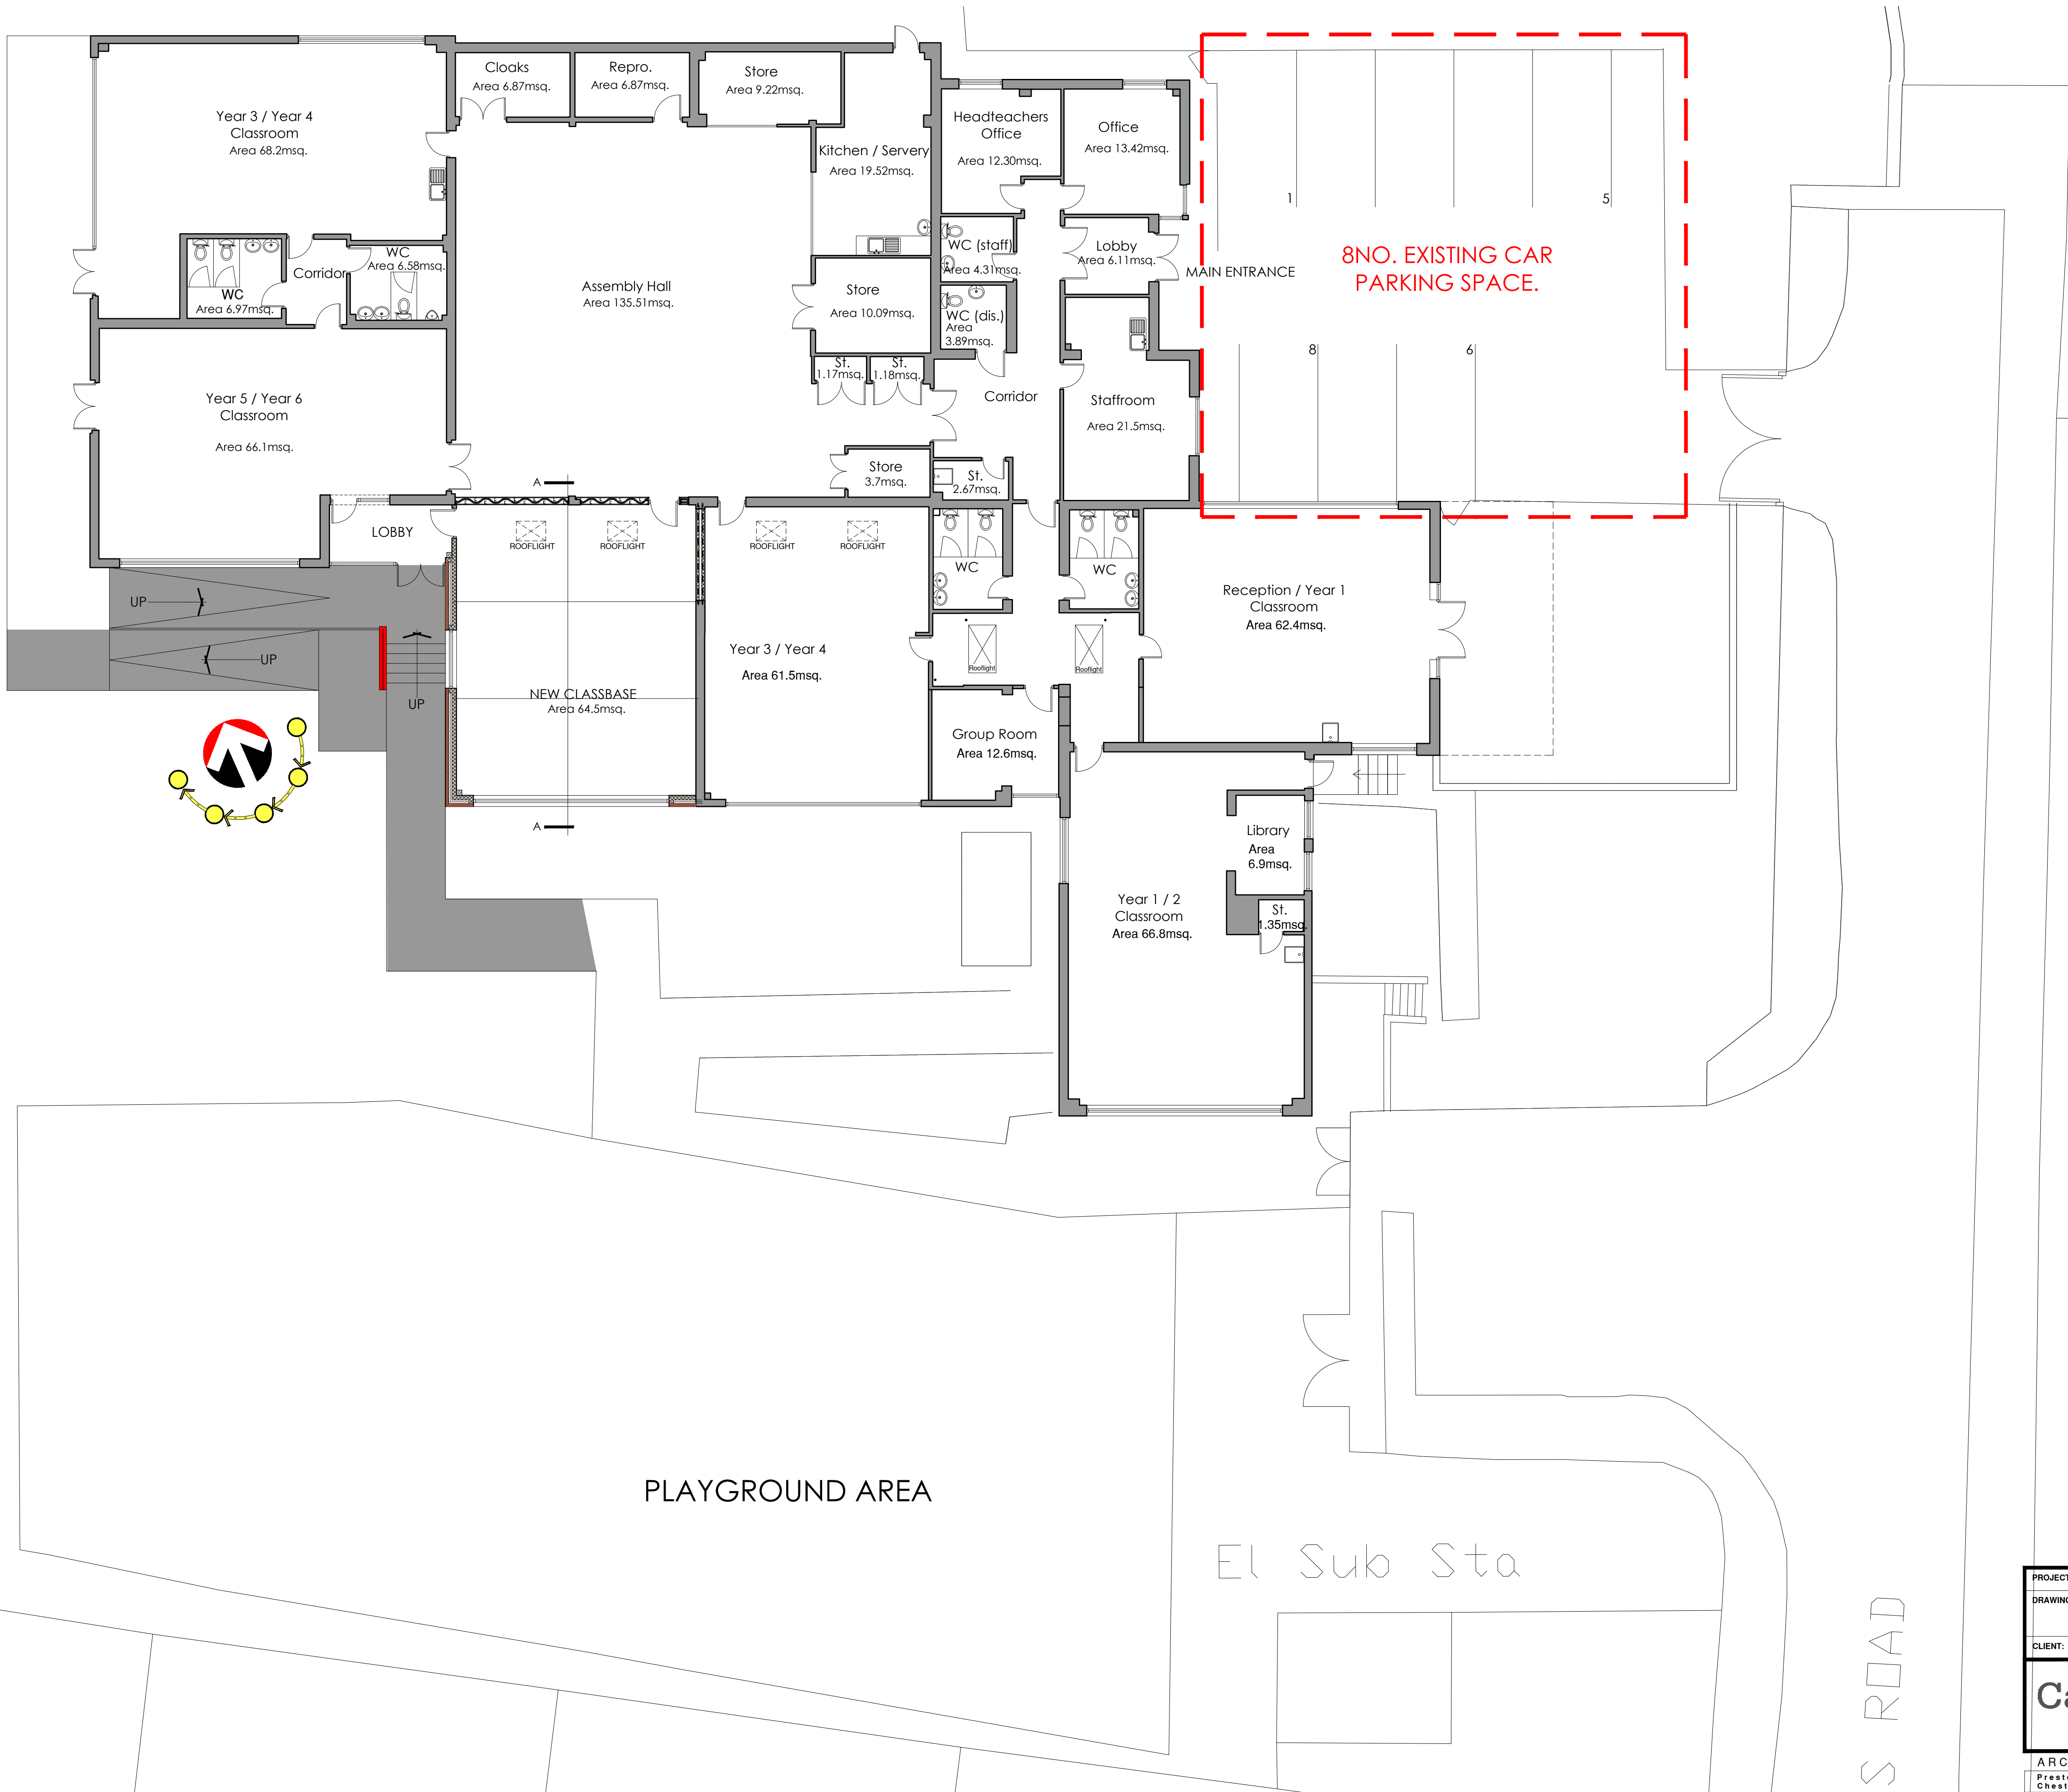 Year 3 / Year 4
Classroom
Area 68.2msq.
Cloaks
Area 6.87msq.
Repro.
Area 6.87msq.
Store
Area 9.22msq.
Kitchen / Servery
Area 19.52msq.
Headteachers
Office
Area 12.30msq.
Office
Area 13.42msq.
1
5
8NO. EXISTING CAR
PARKING SPACE.
8
6
WC
Area 6.97msq.
Corridor
WC
Area 6.58msq.
Assembly Hall
Area 135.51msq.
Store
Area 10.09msq.
WC (staff)
Area 4.31msq.
Lobby
Area 6.11msq.
MAIN ENTRANCE
WC (dis.)
Area
3.89msq.
St.
1.17msq.
St.
1.18msq.
Corridor
Staffroom
Area 21.5msq.
Year 5 / Year 6
Classroom
Area 66.1msq.
Store
3.7msq.
St.
2.67msq.
A
LOBBY
ROOFLIGHT
ROOFLIGHT
ROOFLIGHT
ROOFLIGHT
WC
WC
UP
UP
UP
NEW CLASSBASE
Area 64.5msq.
Year 3 / Year 4
Area 61.5msq.
Rooflight
Rooflight
Reception / Year 1
Classroom
Area 62.4msq.
Group Room
Area 12.6msq.
A
Library
Area
6.9msq.
Year 1 / 2
Classroom
Area 66.8msq.
St.
1.35msq.
PLAYGROUND AREA
El Sub Sta
S ROAD
PROJECT
DRAWING
CLIENT:
Ca
ARC
Prest
Chest